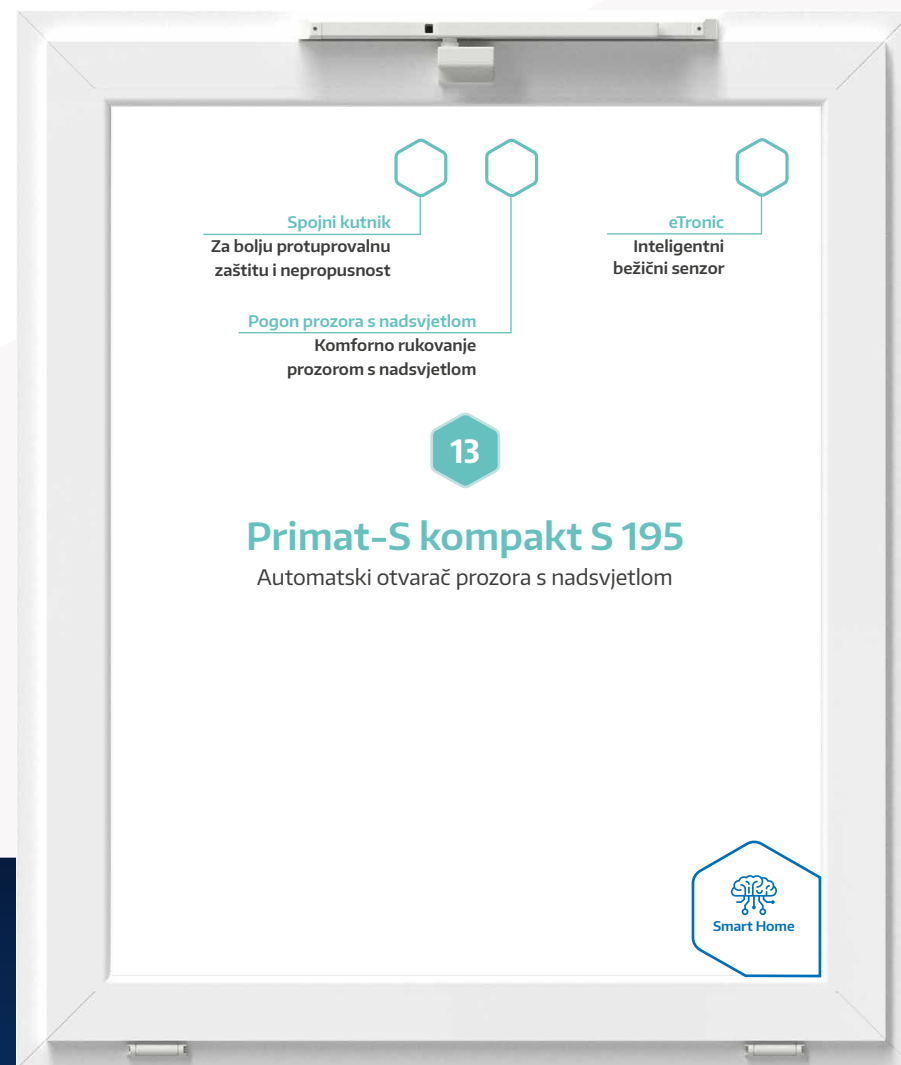 Spojni kutnik
Za bolju protuprovalnu
zaštitu i nepropusnost
eTronic
Inteligentni
bežični senzor
Pogon prozora s nadsvjetlom
Komforno rukovanje
prozorom s nadsvjetlom
13
Primat-S kompakt S 195
Automatski otvarač prozora s nadsvjetlom
Smart Home